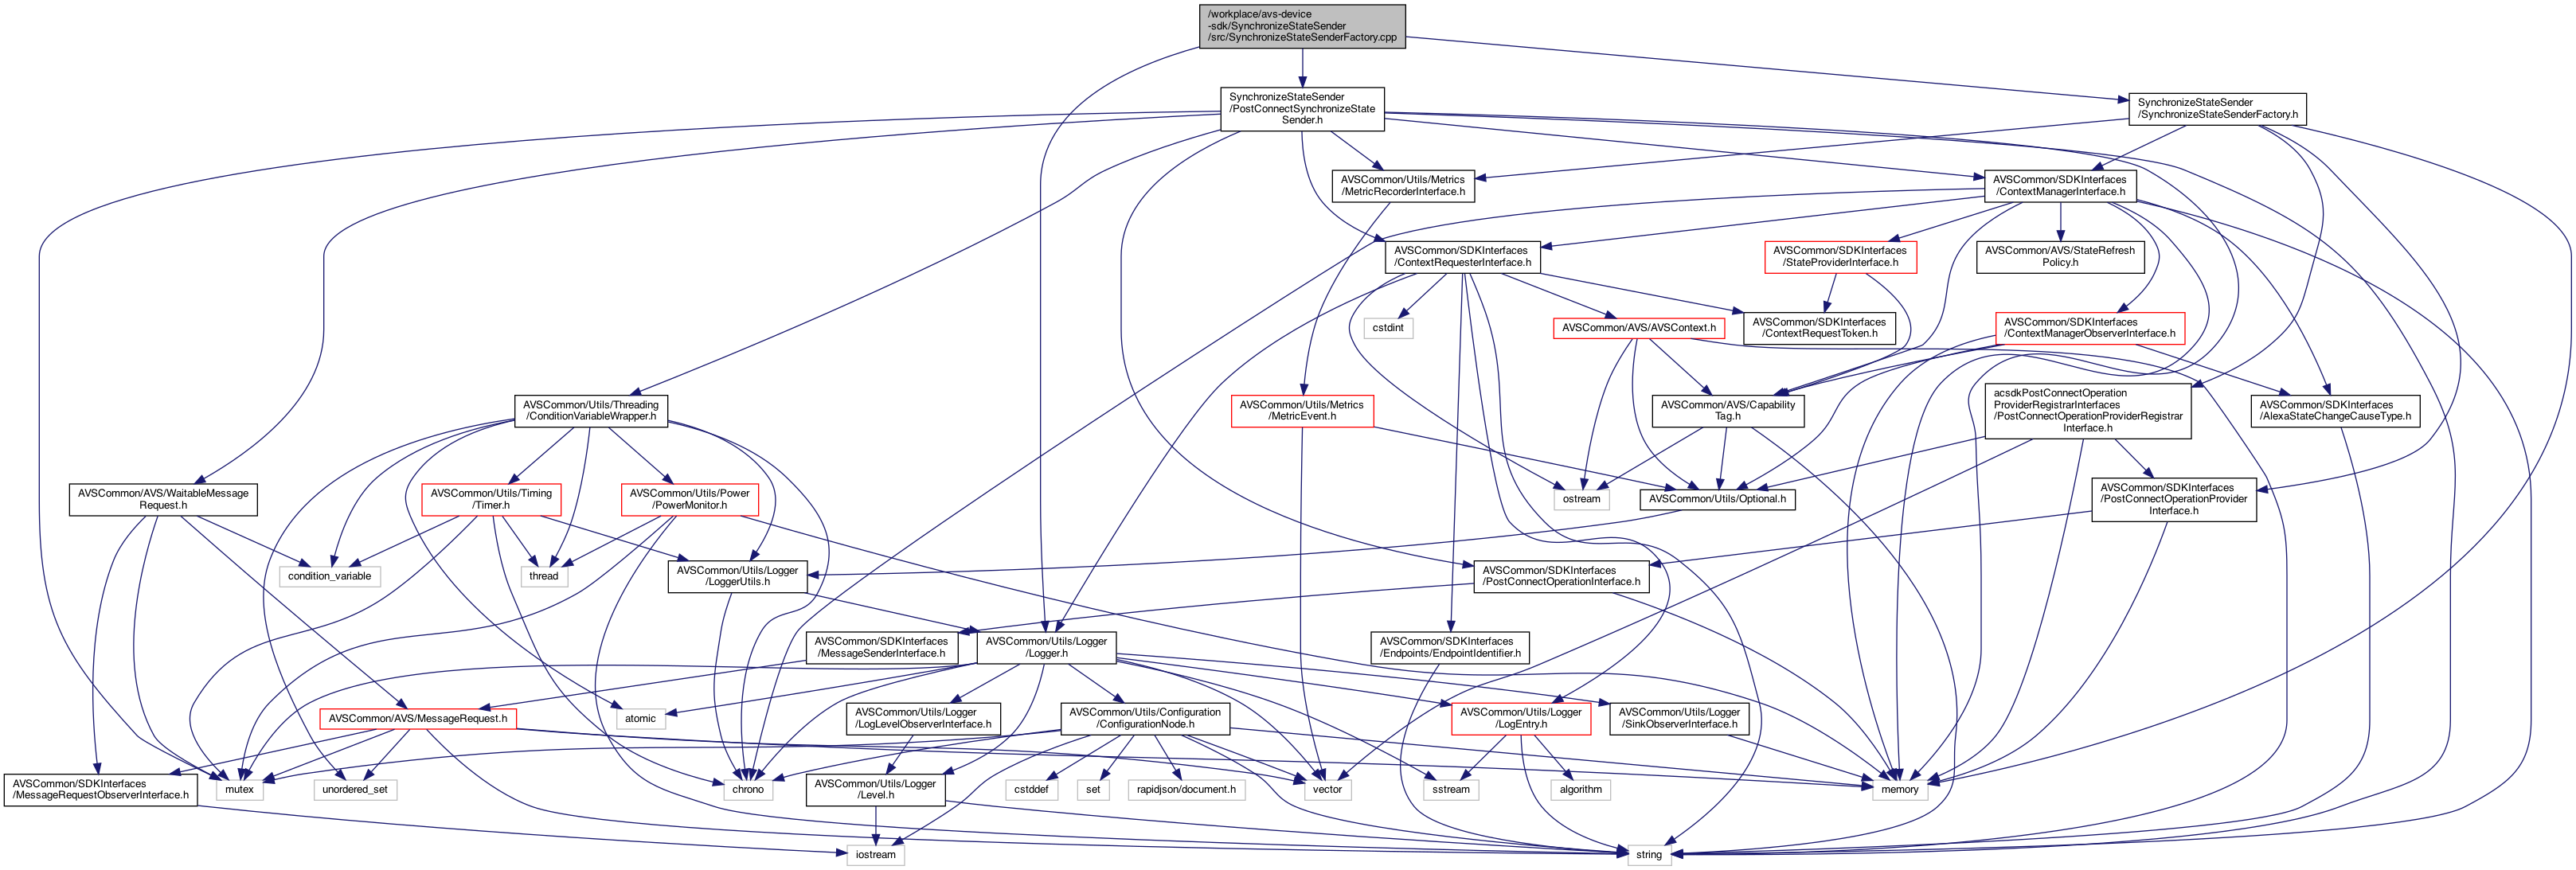 /workplace/avs-device
-sdk/SynchronizeStateSender
/src/SynchronizeStateSenderFactory.cpp
SynchronizeStateSender
/PostConnectSynchronizeState
Sender.h
SynchronizeStateSender
/SynchronizeStateSenderFactory.h
AVSCommon/Utils/Metrics
/MetricRecorderInterface.h
AVSCommon/SDKInterfaces
/ContextManagerInterface.h
AVSCommon/SDKInterfaces
/ContextRequesterInterface.h
AVSCommon/SDKInterfaces
/StateProviderInterface.h
AVSCommon/AVS/StateRefresh
Policy.h
cstdint
AVSCommon/AVS/AVSContext.h
AVSCommon/SDKInterfaces
/ContextRequestToken.h
AVSCommon/SDKInterfaces
/ContextManagerObserverInterface.h
AVSCommon/Utils/Threading
/ConditionVariableWrapper.h
AVSCommon/Utils/Metrics
/MetricEvent.h
AVSCommon/AVS/Capability
Tag.h
acsdkPostConnectOperation
ProviderRegistrarInterfaces
/PostConnectOperationProviderRegistrar
Interface.h
AVSCommon/SDKInterfaces
/AlexaStateChangeCauseType.h
AVSCommon/AVS/WaitableMessage
Request.h
AVSCommon/Utils/Timing
/Timer.h
AVSCommon/Utils/Power
/PowerMonitor.h
ostream
AVSCommon/Utils/Optional.h
AVSCommon/SDKInterfaces
/PostConnectOperationProvider
Interface.h
condition_variable
thread
AVSCommon/Utils/Logger
/LoggerUtils.h
AVSCommon/SDKInterfaces
/PostConnectOperationInterface.h
AVSCommon/SDKInterfaces
/MessageSenderInterface.h
AVSCommon/Utils/Logger
/Logger.h
AVSCommon/SDKInterfaces
/Endpoints/EndpointIdentifier.h
AVSCommon/AVS/MessageRequest.h
atomic
AVSCommon/Utils/Logger
/LogLevelObserverInterface.h
AVSCommon/Utils/Configuration
/ConfigurationNode.h
AVSCommon/Utils/Logger
/LogEntry.h
AVSCommon/Utils/Logger
/SinkObserverInterface.h
AVSCommon/SDKInterfaces
/MessageRequestObserverInterface.h
mutex
unordered_set
chrono
AVSCommon/Utils/Logger
/Level.h
cstddef
set
rapidjson/document.h
vector
sstream
algorithm
memory
iostream
string